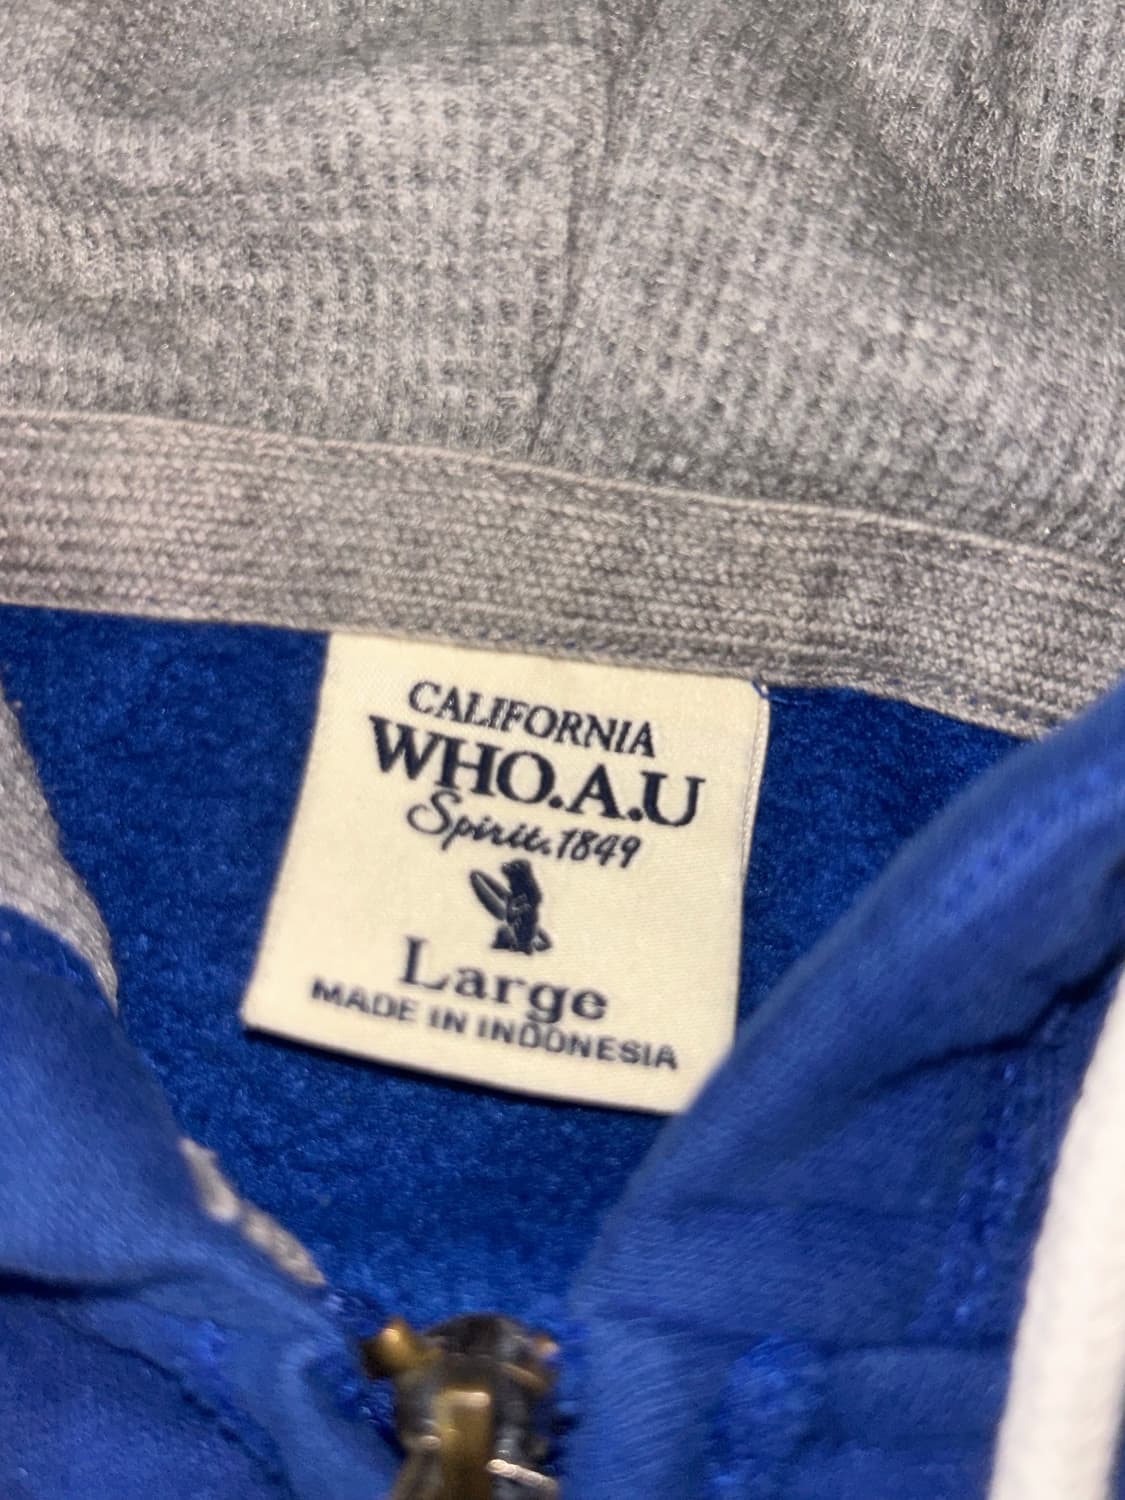 CALIFORNIA
WHO.A.U
Spirit.1849
Large
MADE IN INDONESIA